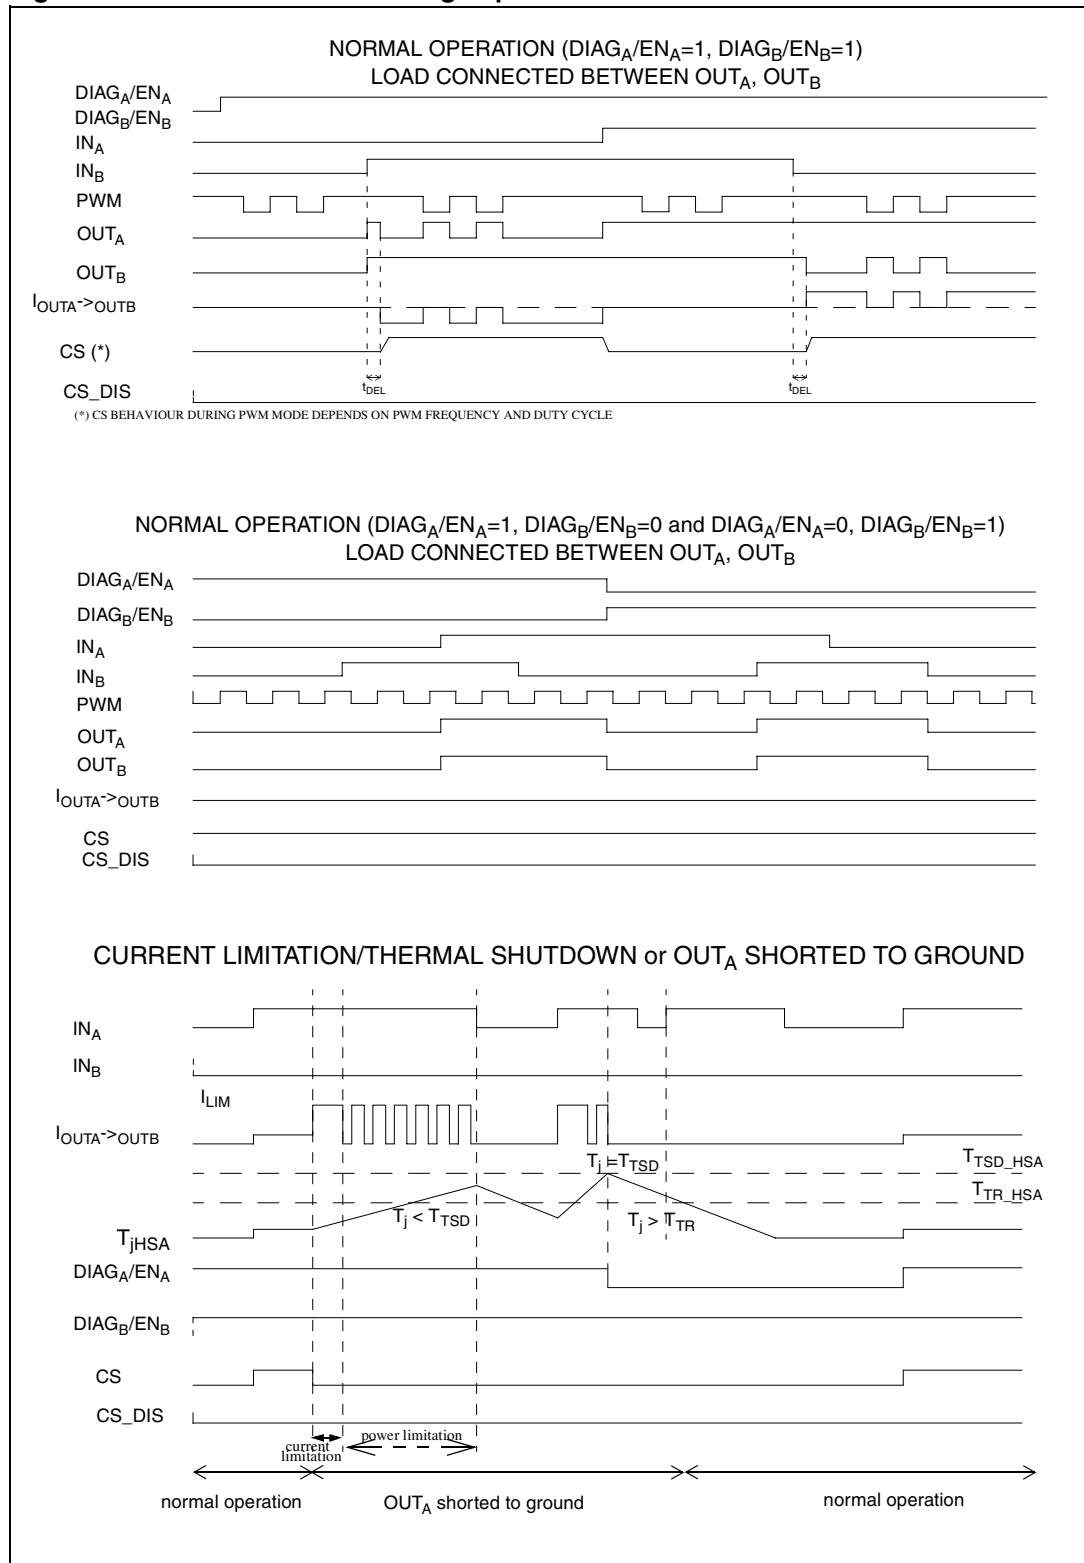 NORMAL OPERATION (DIAGA/ENA=1, DIAGB/ENB=1)
LOAD CONNECTED BETWEEN OUTA, OUTB
DIAGA/ENA
DIAGB/ENB
INA
INB
PWM
OUTA
OUTB
IOUTA->OUTB
CS (*)
tDEL
tDEL
CS_DIS
(*) CS BEHAVIOUR DURING PWM MODE DEPENDS ON PWM FREQUENCY AND DUTY CYCLE
NORMAL OPERATION (DIAGA/ENA=1, DIAGB/ENB=0 and DIAGA/ENA=0, DIAGB/ENB=1)
LOAD CONNECTED BETWEEN OUTA, OUTB
DIAGA/ENA
DIAGB/ENB
INA
INB
PWM
OUTA
OUTB
IOUTA->OUTB
CS
CS_DIS
CURRENT LIMITATION/THERMAL SHUTDOWN or OUTA SHORTED TO GROUND
INA
INB
ILIM
IOUTA->OUTB
Tj = TTSD
TTSD_HSA
TTR_HSA
Tj < TTSD
Tj > TTR
TjHSA
DIAGA/ENA
DIAGB/ENB
CS
CS_DIS
current
limitation
power limitation
normal operation
OUTA shorted to ground
normal operation